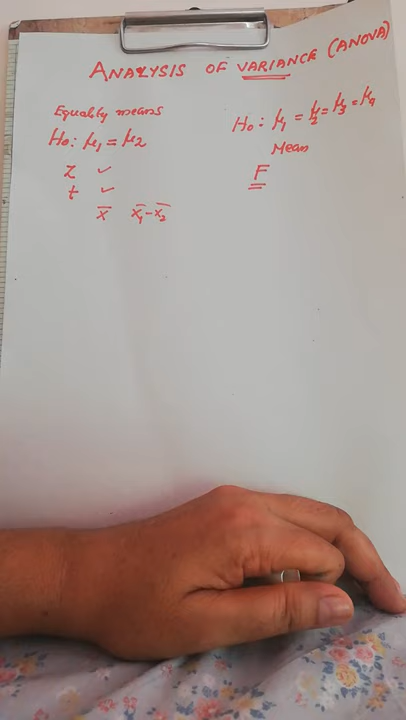 ANALYSIS OF VARIANCE (ANOVA)
Equality means
H₀: μ₁ = μ₂
Z ✓
t ✓
x̄ x̄₁-x̄₂
H₀: μ₁ = μ₂ = μ₃ = μ₄
Mean
F